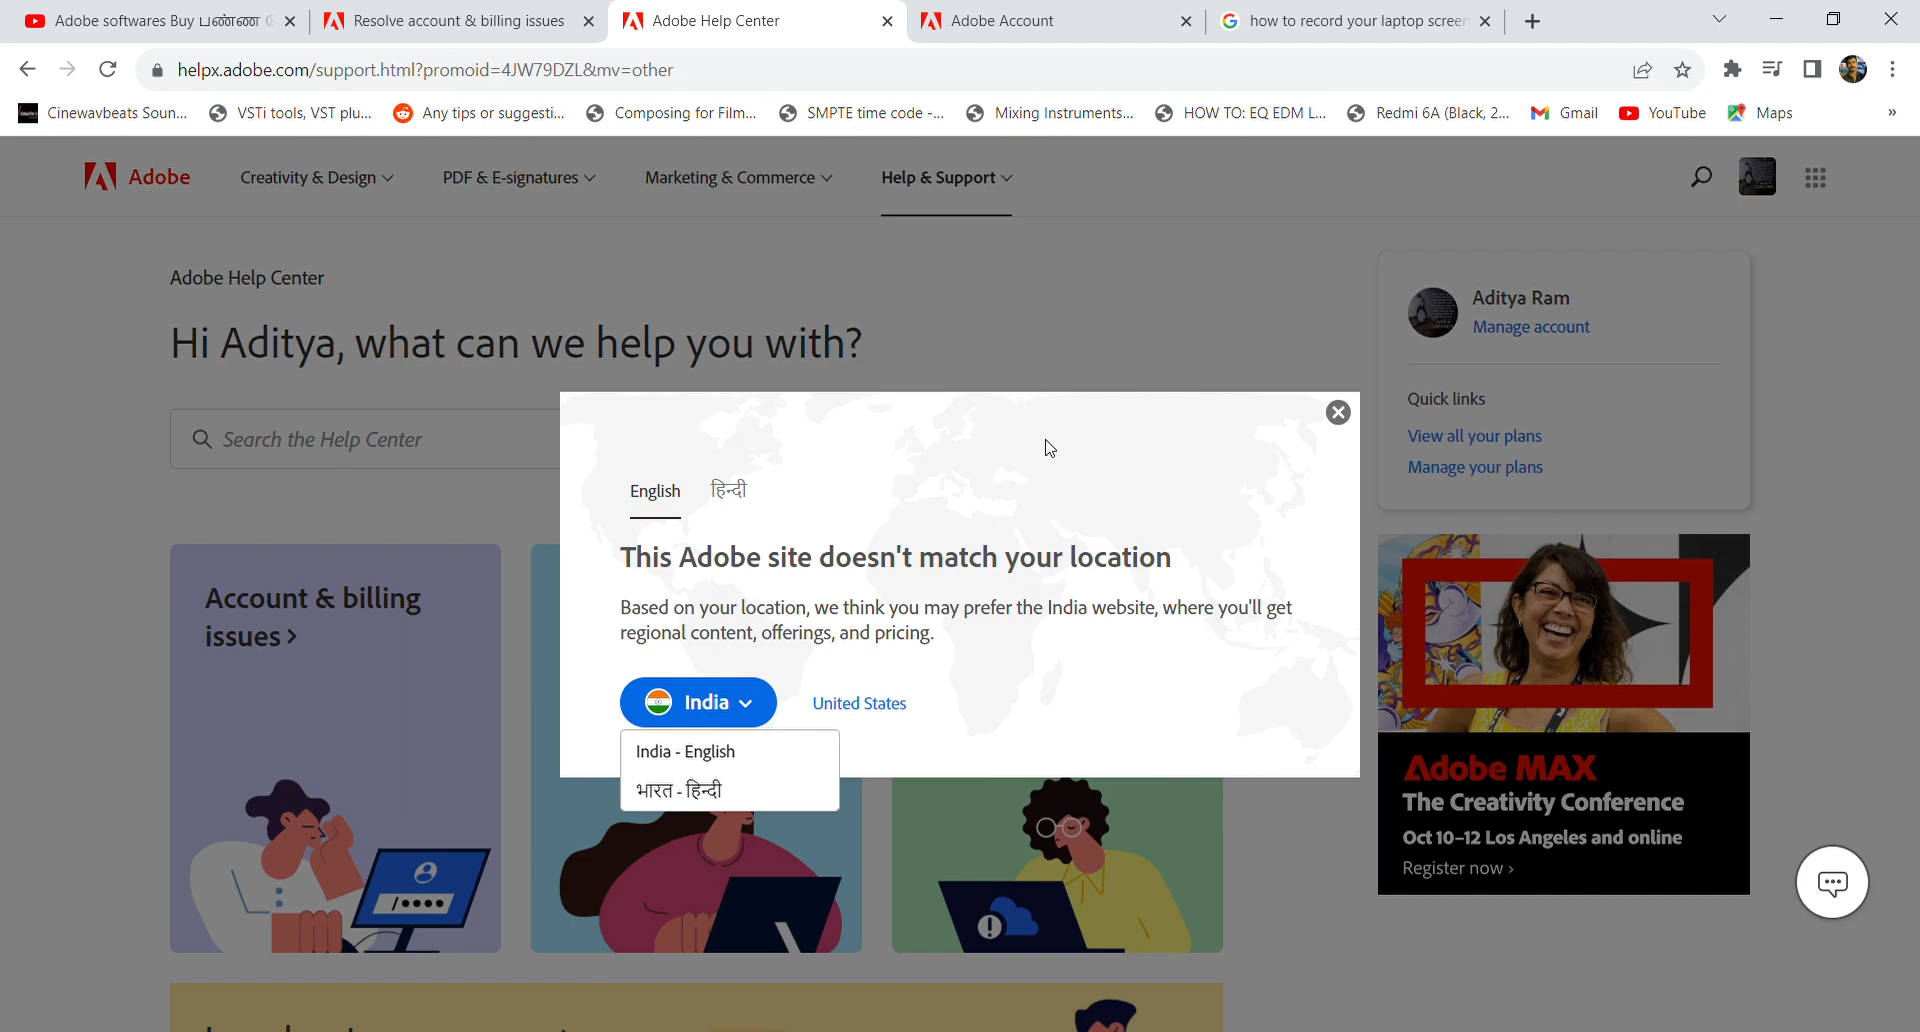 Adobe softwares Buy பண்ண
Resolve account & billing issues
Adobe Help Center
Adobe Account
how to record your laptop screen
helpx.adobe.com/support.html?promoid=4JW79DZL&mv=other
Cinewavbeats Soun...
VSTi tools, VST plu...
Any tips or suggesti...
Composing for Film...
SMPTE time code -...
Mixing Instruments...
HOW TO: EQ EDM L...
Redmi 6A (Black, 2...
Gmail
YouTube
Maps
»
Adobe
Creativity & Design
PDF & E-signatures
Marketing & Commerce
Help & Support
Adobe Help Center
Hi Aditya, what can we help you with?
Search the Help Center
Aditya Ram
Manage account
Quick links
View all your plans
Manage your plans
English हिन्दी
This Adobe site doesn't match your location
Based on your location, we think you may prefer the India website, where you'll get
regional content, offerings, and pricing.
India
United States
India - English
भारत - हिन्दी
Account & billing
issues >
Adobe MAX
The Creativity Conference
Oct 10–12 Los Angeles and online
Register now >